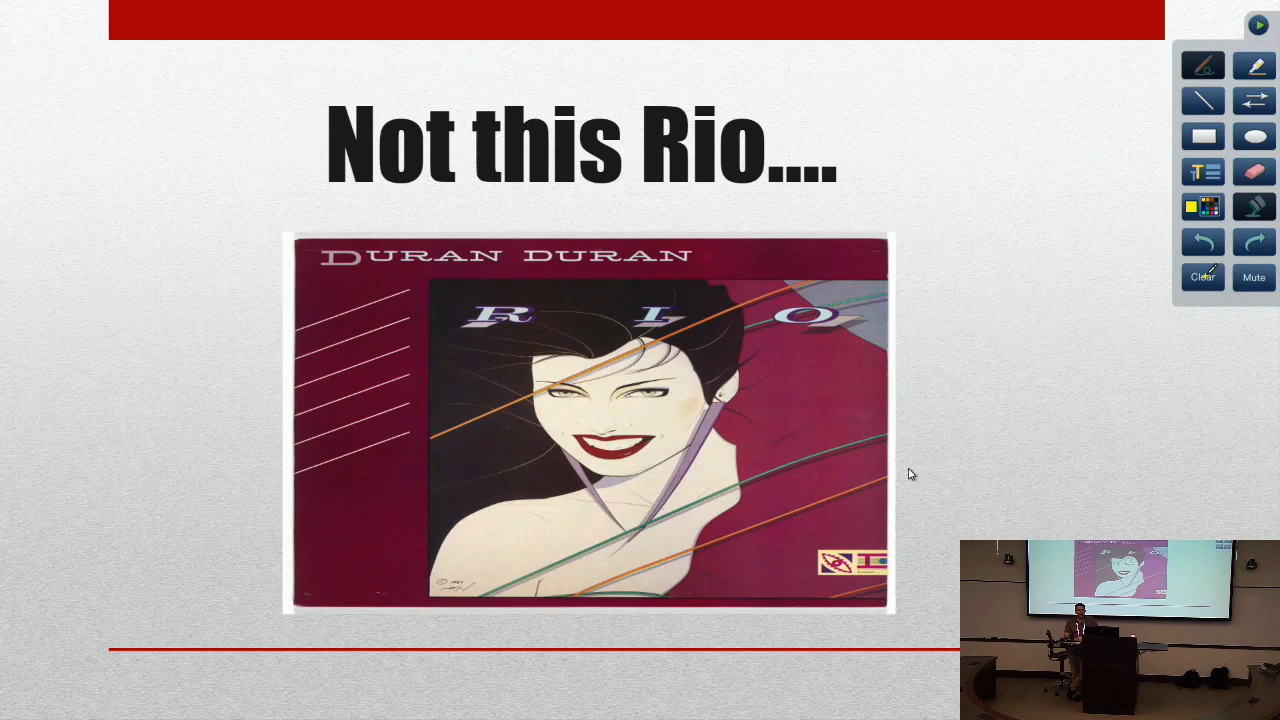 Not this Rio....
DURAN DURAN
R I O
Clear
Mute